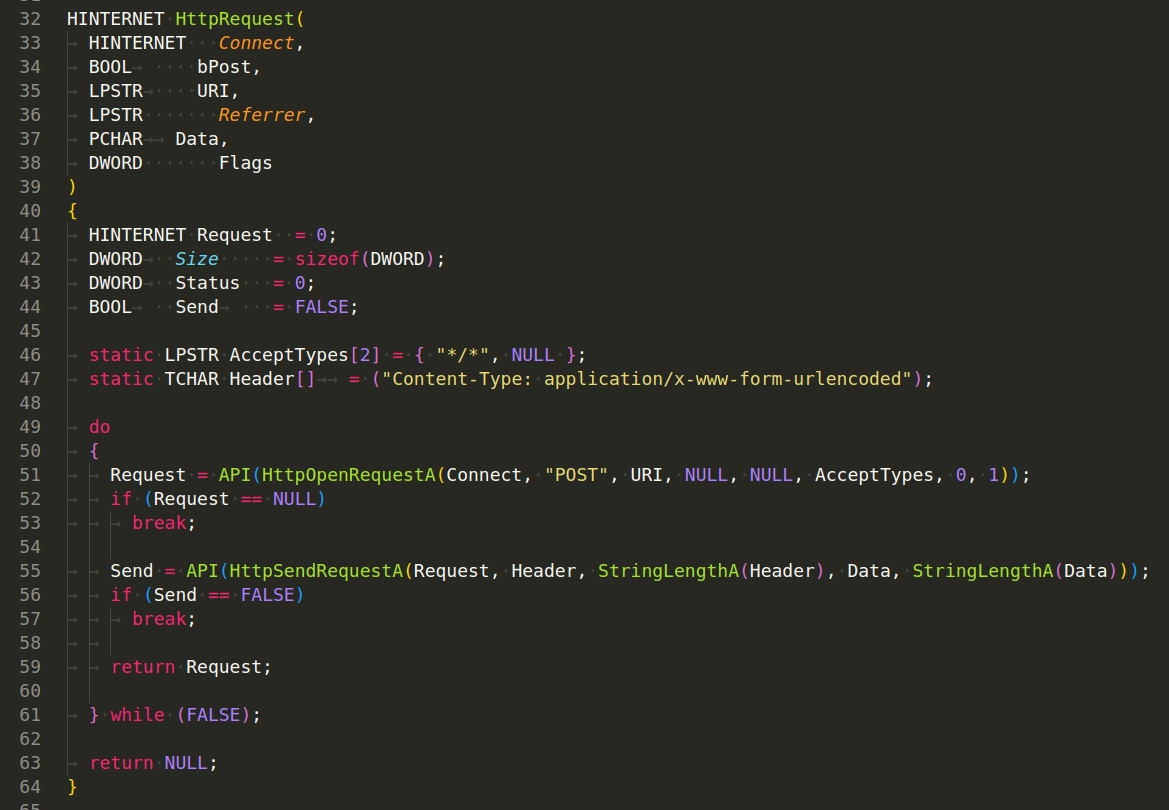 32 HINTERNET HttpRequest(
33 HINTERNET Connect,
34 BOOL bPost,
35 LPSTR URI,
36 LPSTR Referrer,
37 PCHAR Data,
38 DWORD Flags
39 )
40 {
41 HINTERNET Request = 0;
42 DWORD Size = sizeof(DWORD);
43 DWORD Status = 0;
44 BOOL Send = FALSE;
45
46 static LPSTR AcceptTypes[2] = { "*/*", NULL };
47 static TCHAR Header[] = ("Content-Type: application/x-www-form-urlencoded");
48
49 do
50 {
51 Request = API(HttpOpenRequestA(Connect, "POST", URI, NULL, NULL, AcceptTypes, 0, 1));
52 if (Request == NULL)
53 break;
54
55 Send = API(HttpSendRequestA(Request, Header, StringLengthA(Header), Data, StringLengthA(Data)));
56 if (Send == FALSE)
57 break;
58
59 return Request;
60
61 } while (FALSE);
62
63 return NULL;
64 }